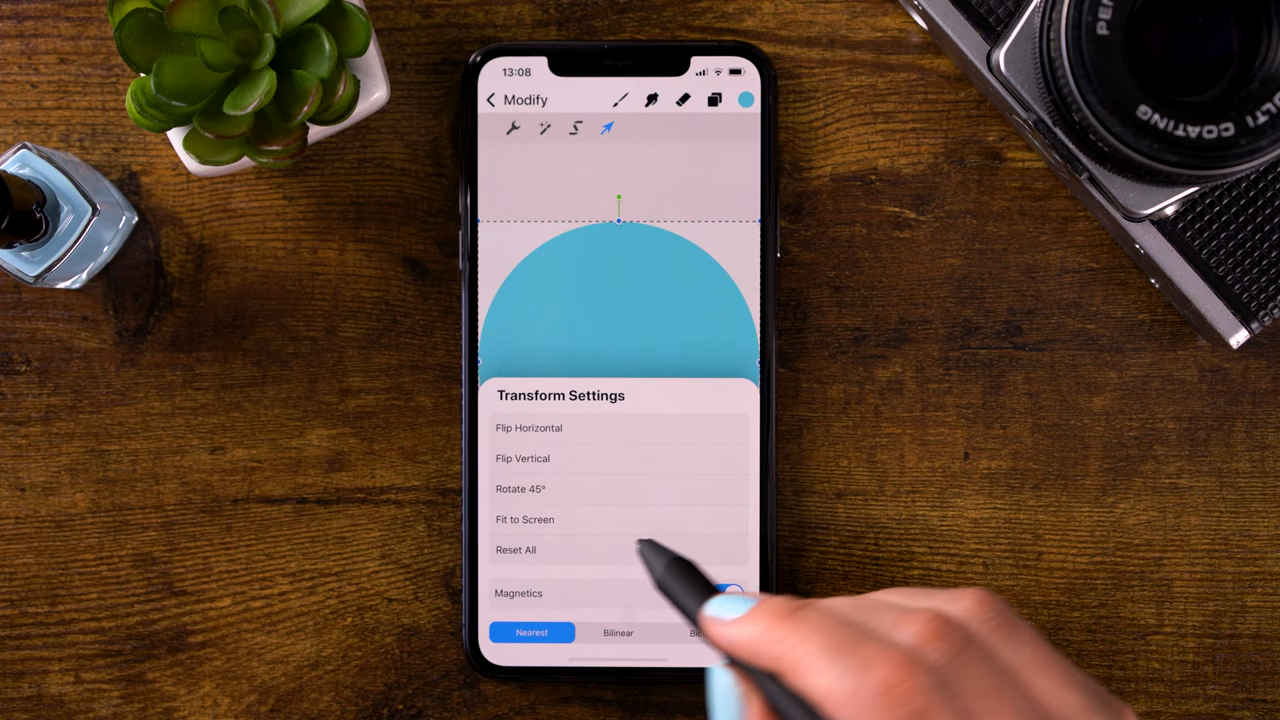 13:08
Modify
Transform Settings
Flip Horizontal
Flip Vertical
Rotate 45°
Fit to Screen
Reset All
Magnetics
Nearest Bilinear
COATING